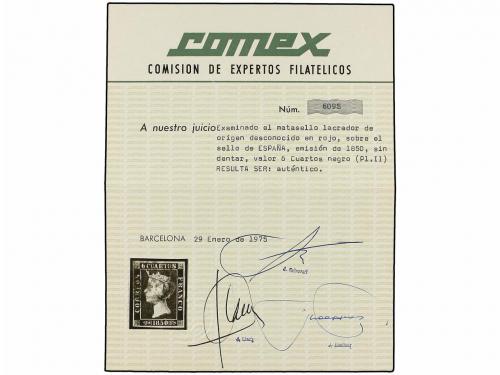 comex
COMISION DE EXPERTOS FILATELICOS
Núm. 6095
A nuestro juicio Examinado el matasello lacrador de
origen desconocido en rojo, sobre el
sello de ESPAÑA, emisión de 1850, sin
dentar, valor 6 Cuartos negro (Pl.II)
RESULTA SER: auténtico.
BARCELONA 29 Enero de 1975
6 CUARTOS
CORREOS
FRANCO
1850